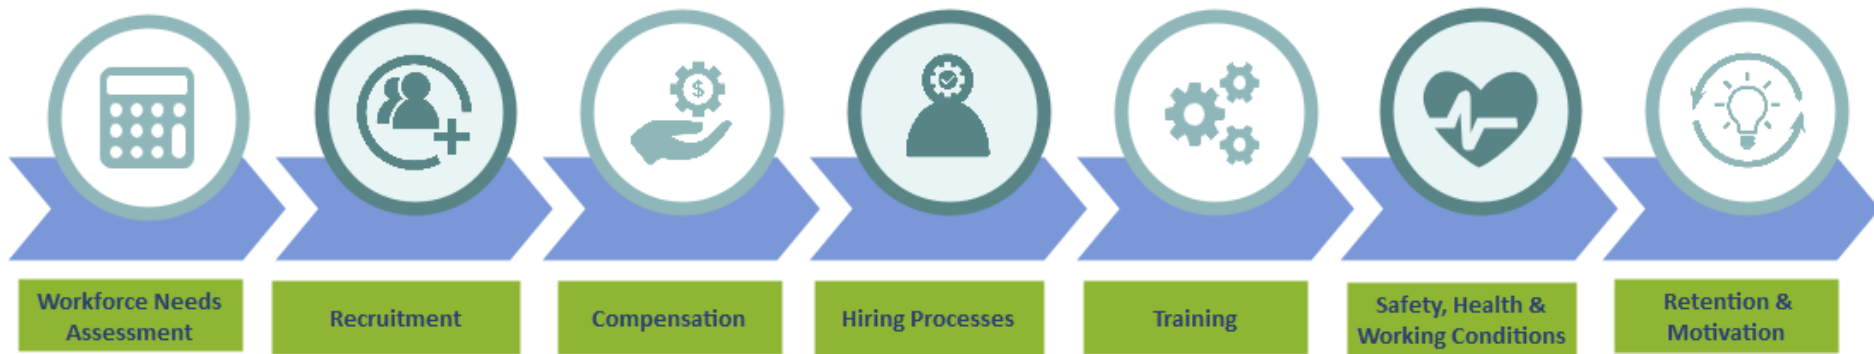 Workforce Needs
Assessment
Recruitment
Compensation
Hiring Processes
Training
Safety, Health &
Working Conditions
Retention &
Motivation
$